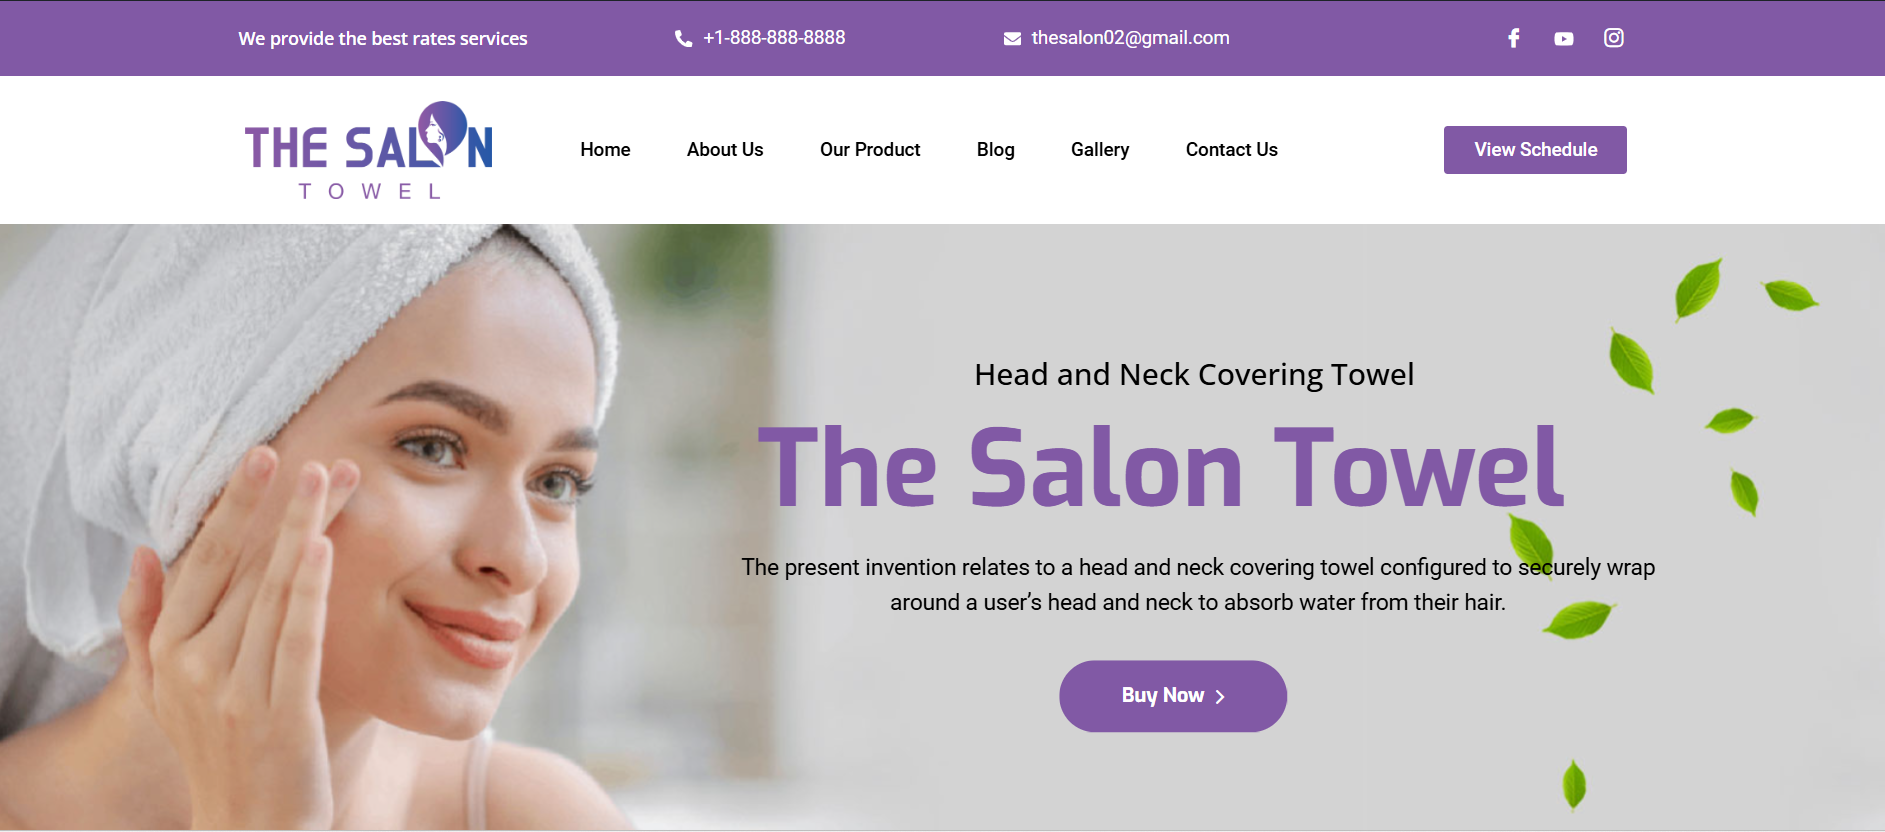 We provide the best rates services
+1-888-888-8888
thesalon02@gmail.com
THE SALON
TOWEL
Home
About Us
Our Product
Blog
Gallery
Contact Us
View Schedule
Head and Neck Covering Towel
The Salon Towel
The present invention relates to a head and neck covering towel configured to securely wrap
around a user’s head and neck to absorb water from their hair.
Buy Now